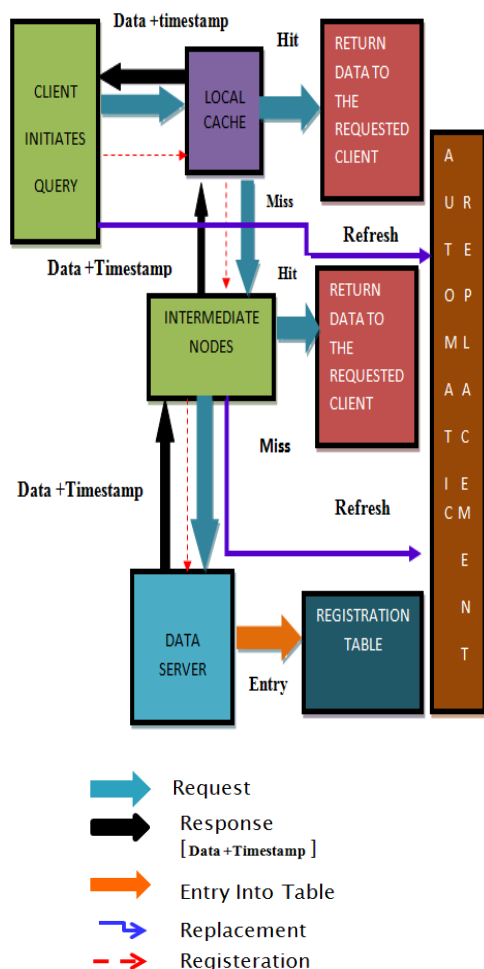 Data +timestamp
Hit
CLIENT
INITIATES
QUERY
LOCAL
CACHE
RETURN
DATA TO
THE
REQUESTED
CLIENT
Miss
Refresh
Data +Timestamp
Hit
INTERMEDIATE
NODES
RETURN
DATA TO
THE
REQUESTED
CLIENT
Miss
Data +Timestamp
Refresh
DATA
SERVER
Entry
REGISTRATION
TABLE
AUTOMATIC
REPLACEMENT
Request
Response
[ Data +Timestamp ]
Entry Into Table
Replacement
Registeration